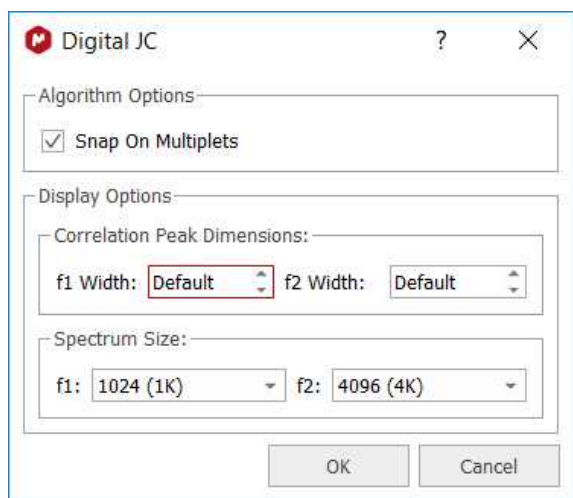 Digital JC ?
Algorithm Options
Snap On Multiplets
Display Options
Correlation Peak Dimensions:
f1 Width: Default f2 Width: Default
Spectrum Size:
f1: 1024 (1K) f2: 4096 (4K)
OK Cancel